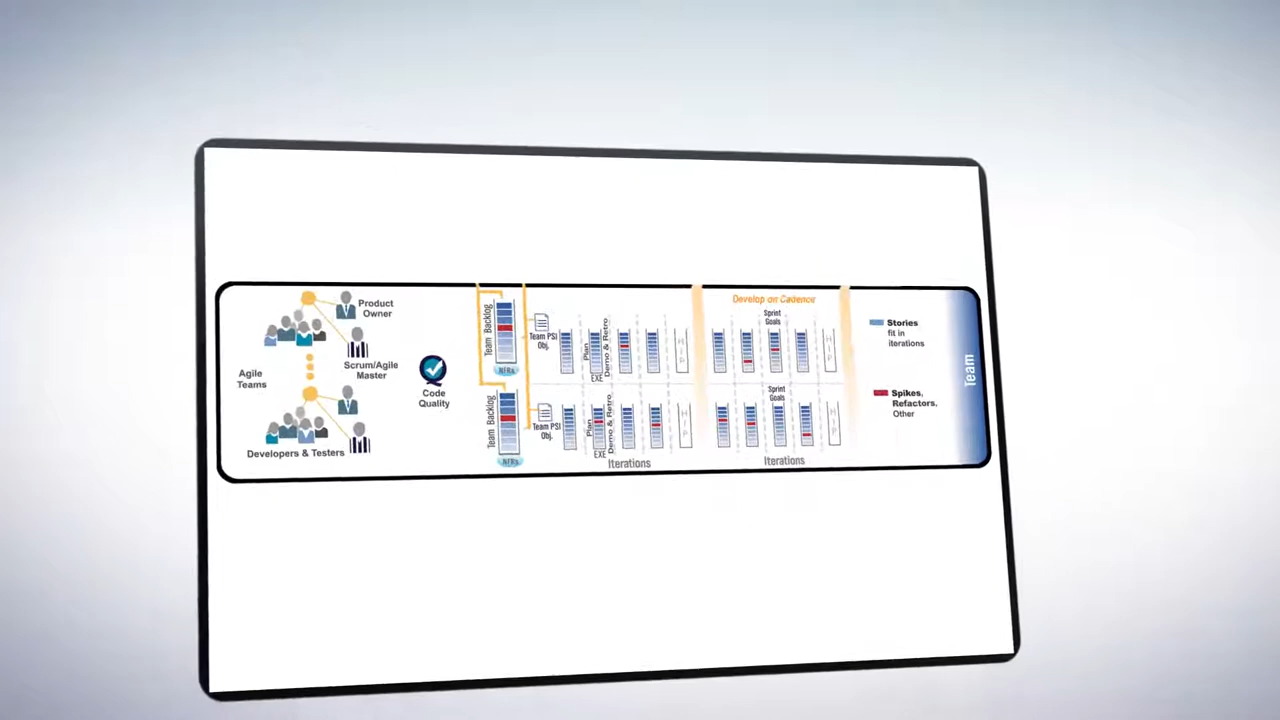 Product
Owner
Scrum/Agile
Master
Agile
Teams
Developers & Testers
Code
Quality
Team Backlog
NFRs
Team Backlog
NFRs
Team PSI
Obj.
Plan
EXE
Demo & Retro
H
I
P
Team PSI
Obj.
Plan
EXE
Demo & Retro
H
I
P
Iterations
Develop on Cadence
Sprint
Goals
H
I
P
Sprint
Goals
H
I
P
Iterations
Stories
fit in
iterations
Spikes,
Refactors,
Other
Team